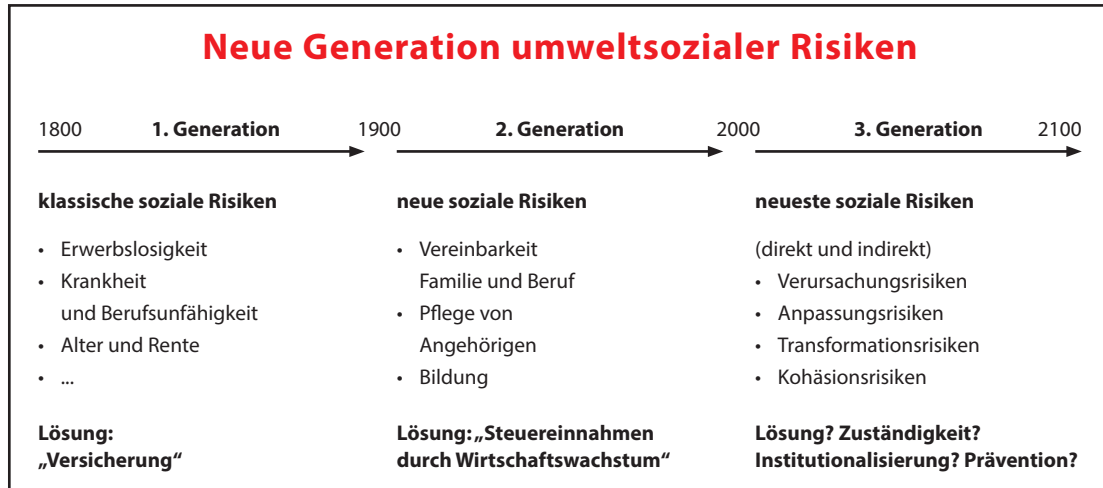 Neue Generation umweltsozialer Risiken
1800 1. Generation 1900 2. Generation 2000 3. Generation 2100
klassische soziale Risiken
• Erwerbslosigkeit
• Krankheit
und Berufsunfähigkeit
• Alter und Rente
• ...
Lösung:
„Versicherung“
neue soziale Risiken
• Vereinbarkeit
Familie und Beruf
• Pflege von
Angehörigen
• Bildung
Lösung: „Steuereinnahmen
durch Wirtschaftswachstum“
neueste soziale Risiken
(direkt und indirekt)
• Verursachungsrisiken
• Anpassungsrisiken
• Transformationsrisiken
• Kohäsionsrisiken
Lösung? Zuständigkeit?
Institutionalisierung? Prävention?